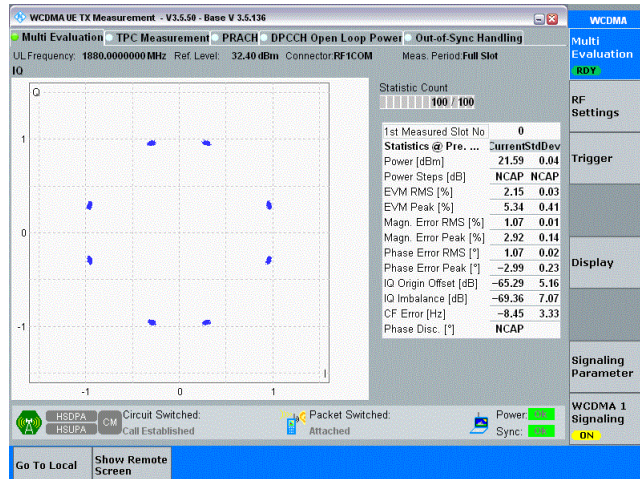 WCDMA UE TX Measurement - V3.5.50 - Base V 3.5.136
WCDMA
Multi Evaluation TPC Measurement PRACH DPCCH Open Loop Power Out-of-Sync Handling
UL Frequency: 1880.0000000 MHz Ref. Level: 32.40 dBm Connector:RF1COM Meas. Period:Full Slot
IQ
Q
1
0
-1
-1 0 1
I
Statistic Count
100 / 100
1st Measured Slot No 0
Statistics @ Pre. ... CurrentStdDev
Power [dBm] 21.59 0.04
Power Steps [dB] NCAP NCAP
EVM RMS [%] 2.15 0.03
EVM Peak [%] 5.34 0.41
Magn. Error RMS [%] 1.07 0.01
Magn. Error Peak [%] 2.92 0.14
Phase Error RMS [°] 1.07 0.02
Phase Error Peak [°] −2.99 0.23
IQ Origin Offset [dB] −65.29 5.16
IQ Imbalance [dB] −69.36 7.07
CF Error [Hz] −8.45 3.33
Phase Disc. [°] NCAP
Multi
Evaluation
RDY
RF
Settings
Trigger
Display
Signaling
Parameter
WCDMA 1
Signaling
ON
HSDPA
HSUPA
CM
Circuit Switched:
Call Established
Packet Switched:
Attached
Power: OK
Sync: OK
Go To Local
Show Remote
Screen